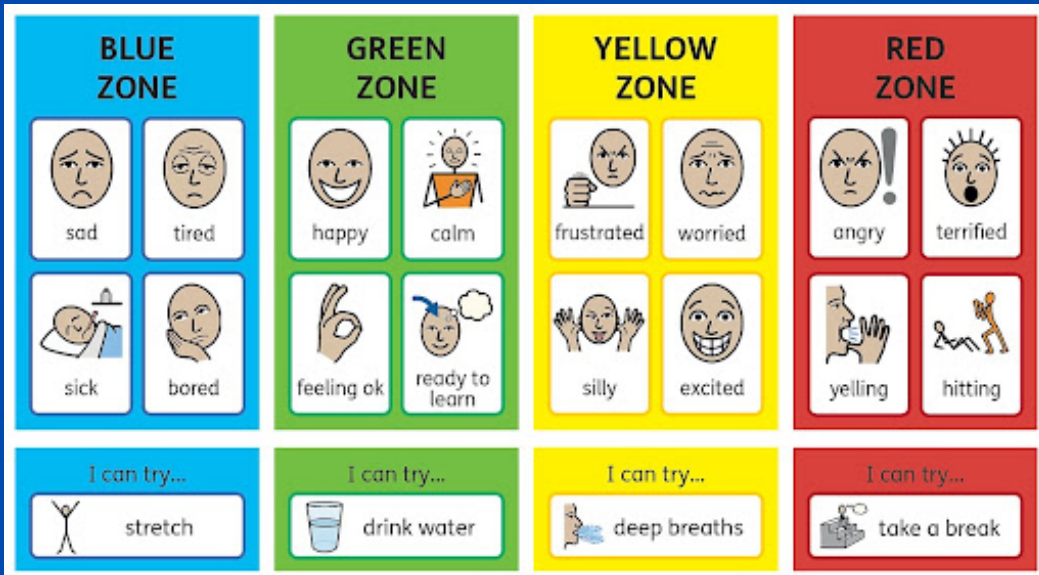 BLUE
ZONE
sad
tired
sick
bored
I can try...
stretch
GREEN
ZONE
happy
calm
feeling ok
ready to
learn
I can try...
drink water
YELLOW
ZONE
frustrated
worried
silly
excited
I can try...
deep breaths
RED
ZONE
angry
terrified
yelling
hitting
I can try...
take a break